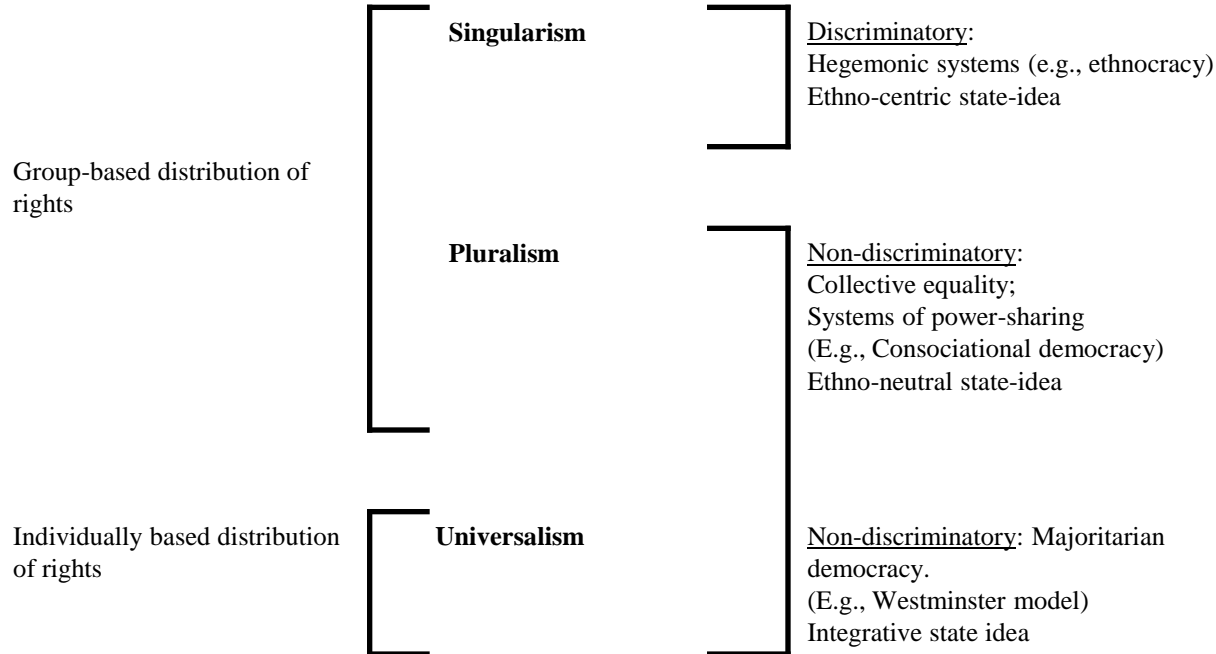 Singularism
Discriminatory:
Hegemonic systems (e.g., ethnocracy)
Ethno-centric state-idea
Group-based distribution of
rights
Pluralism
Non-discriminatory:
Collective equality;
Systems of power-sharing
(E.g., Consociational democracy)
Ethno-neutral state-idea
Individually based distribution
of rights
Universalism
Non-discriminatory: Majoritarian
democracy.
(E.g., Westminster model)
Integrative state idea